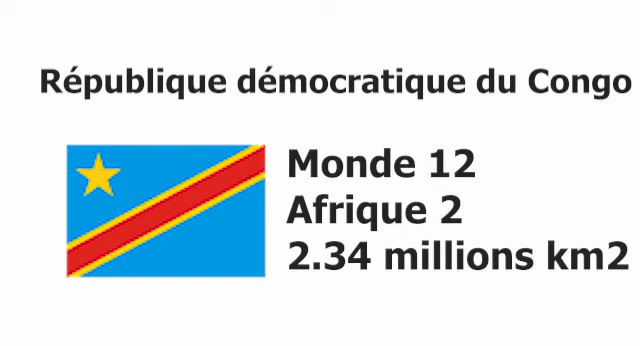 République démocratique du Congo
Monde 12
Afrique 2
2.34 millions km2